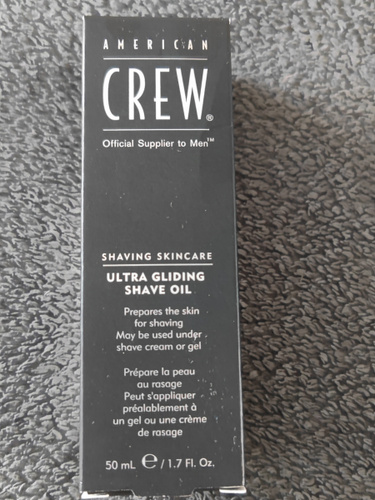 AMERICAN
CREW®
Official Supplier to Men™
SHAVING SKINCARE
ULTRA GLIDING
SHAVE OIL
Prepares the skin
for shaving
May be used under
shave cream or gel
Prépare la peau
au rasage
Peut s'appliquer
préalablement à
un gel ou une crème
de rasage
50 mL ℮ / 1.7 Fl. Oz.